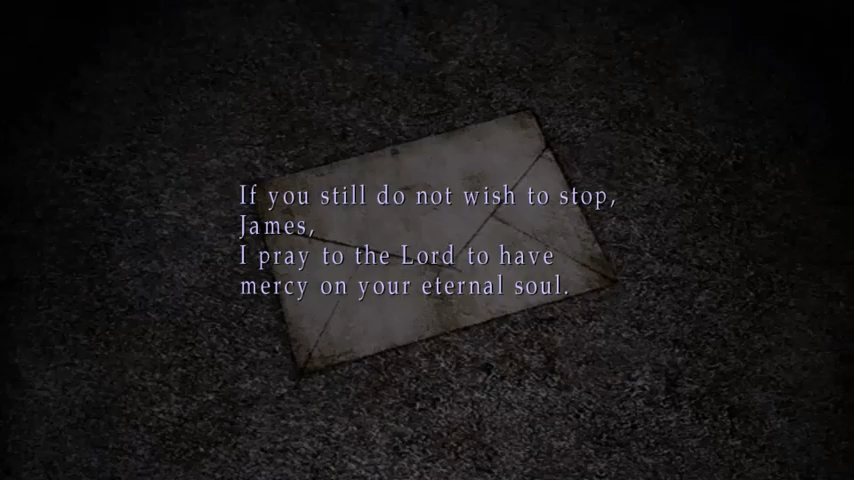 If you still do not wish to stop,
James,
I pray to the Lord to have
mercy on your eternal soul.